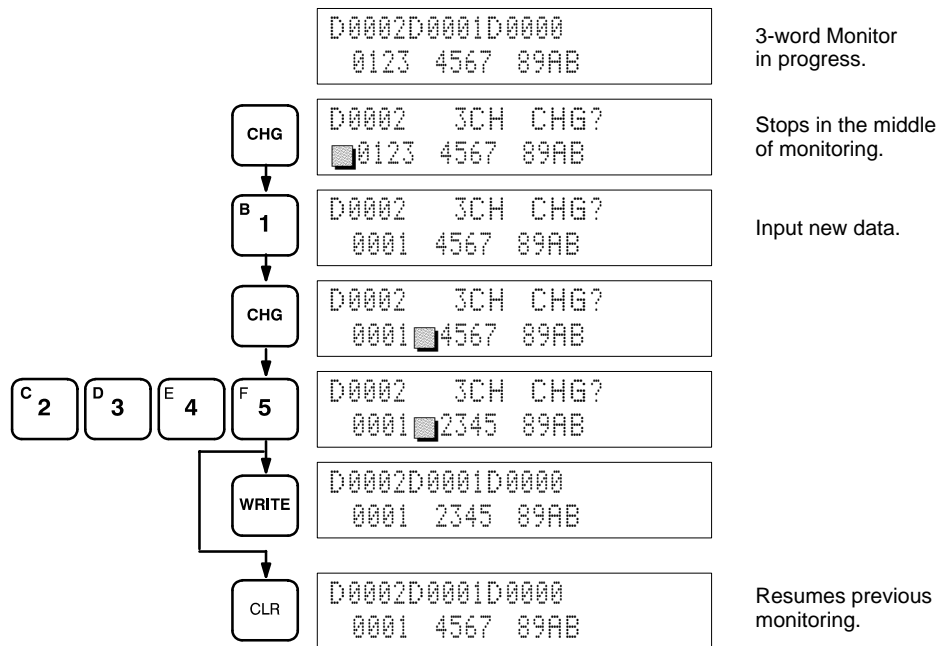 D0002D0001D0000
0123 4567 89AB
3-word Monitor
in progress.
CHG
D0002 3CH CHG?
0123 4567 89AB
Stops in the middle
of monitoring.
B 1
D0002 3CH CHG?
0001 4567 89AB
Input new data.
CHG
D0002 3CH CHG?
0001 4567 89AB
C 2 D 3 E 4 F 5
D0002 3CH CHG?
0001 2345 89AB
WRITE
D0002D0001D0000
0001 2345 89AB
CLR
D0002D0001D0000
0001 4567 89AB
Resumes previous
monitoring.